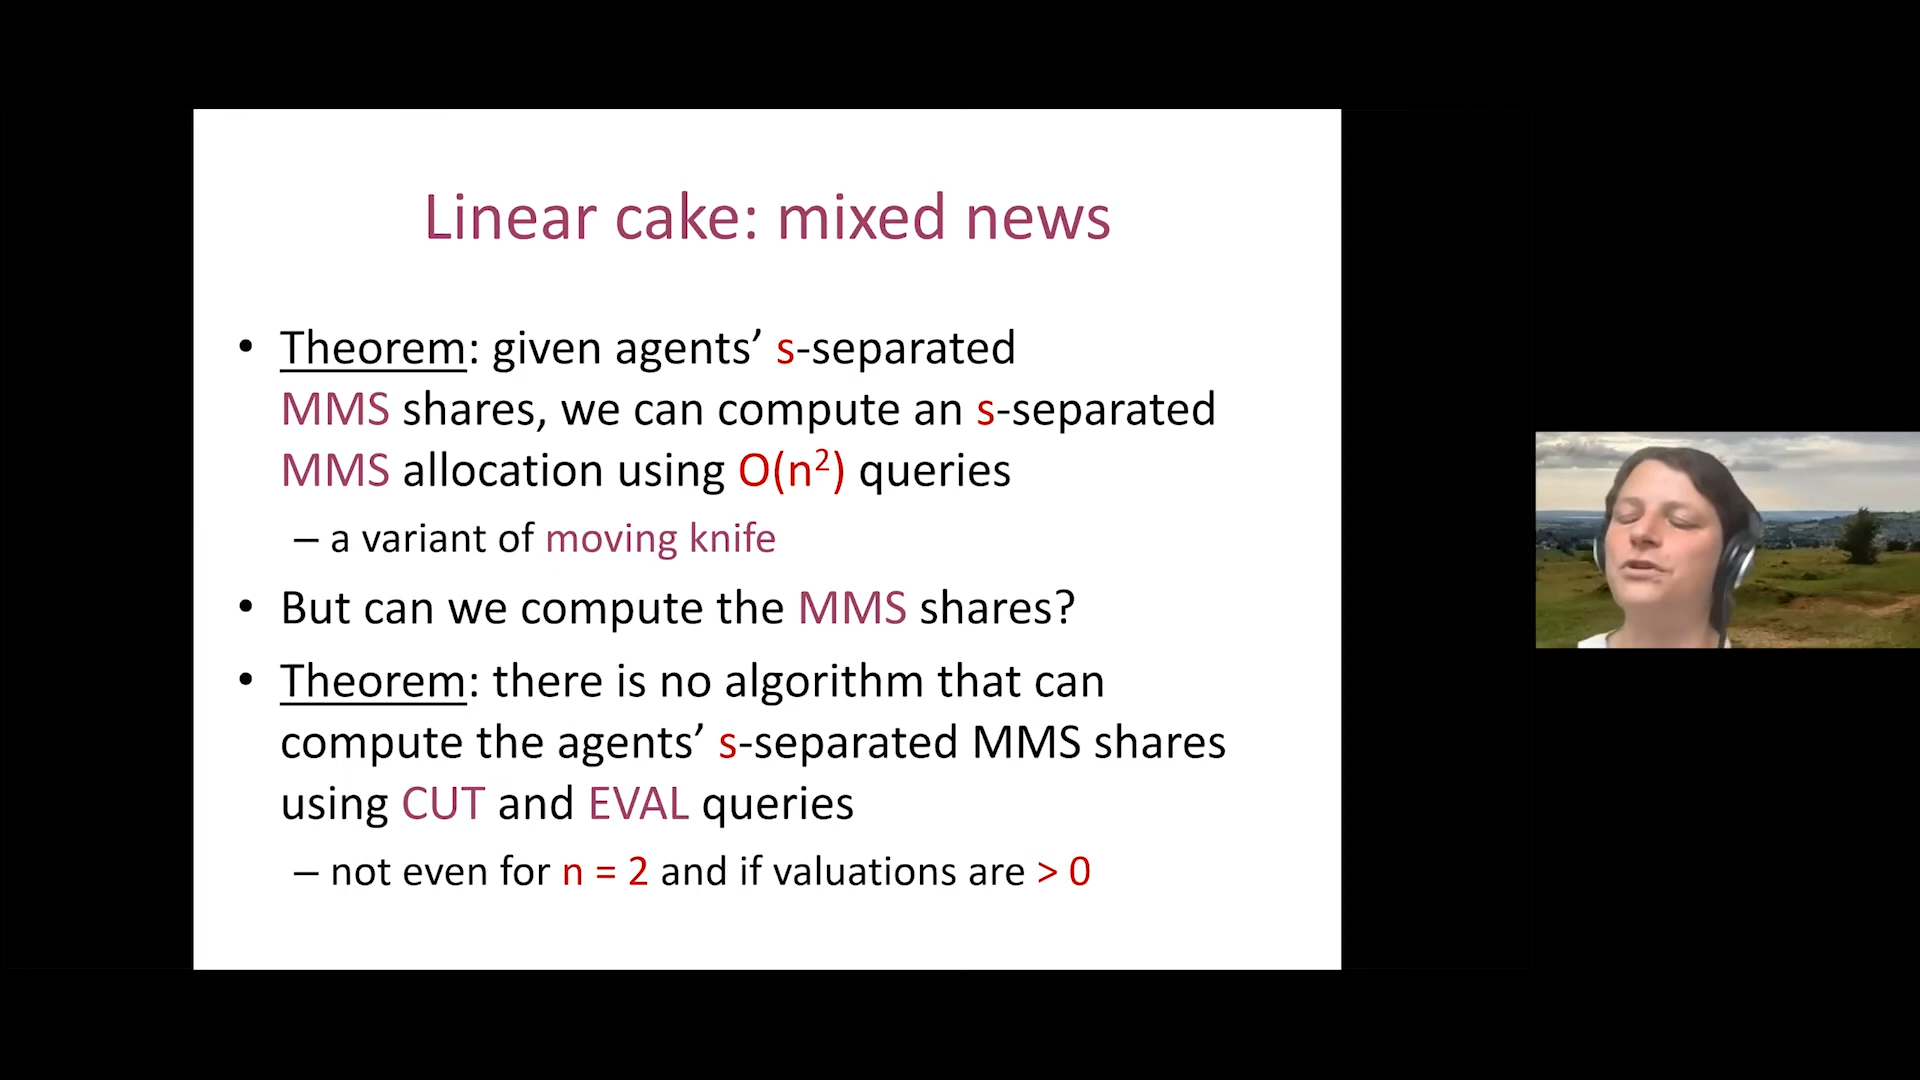 Linear cake: mixed news
• Theorem: given agents’ s-separated
MMS shares, we can compute an s-separated
MMS allocation using O(n²) queries
– a variant of moving knife
• But can we compute the MMS shares?
• Theorem: there is no algorithm that can
compute the agents’ s-separated MMS shares
using CUT and EVAL queries
– not even for n = 2 and if valuations are > 0